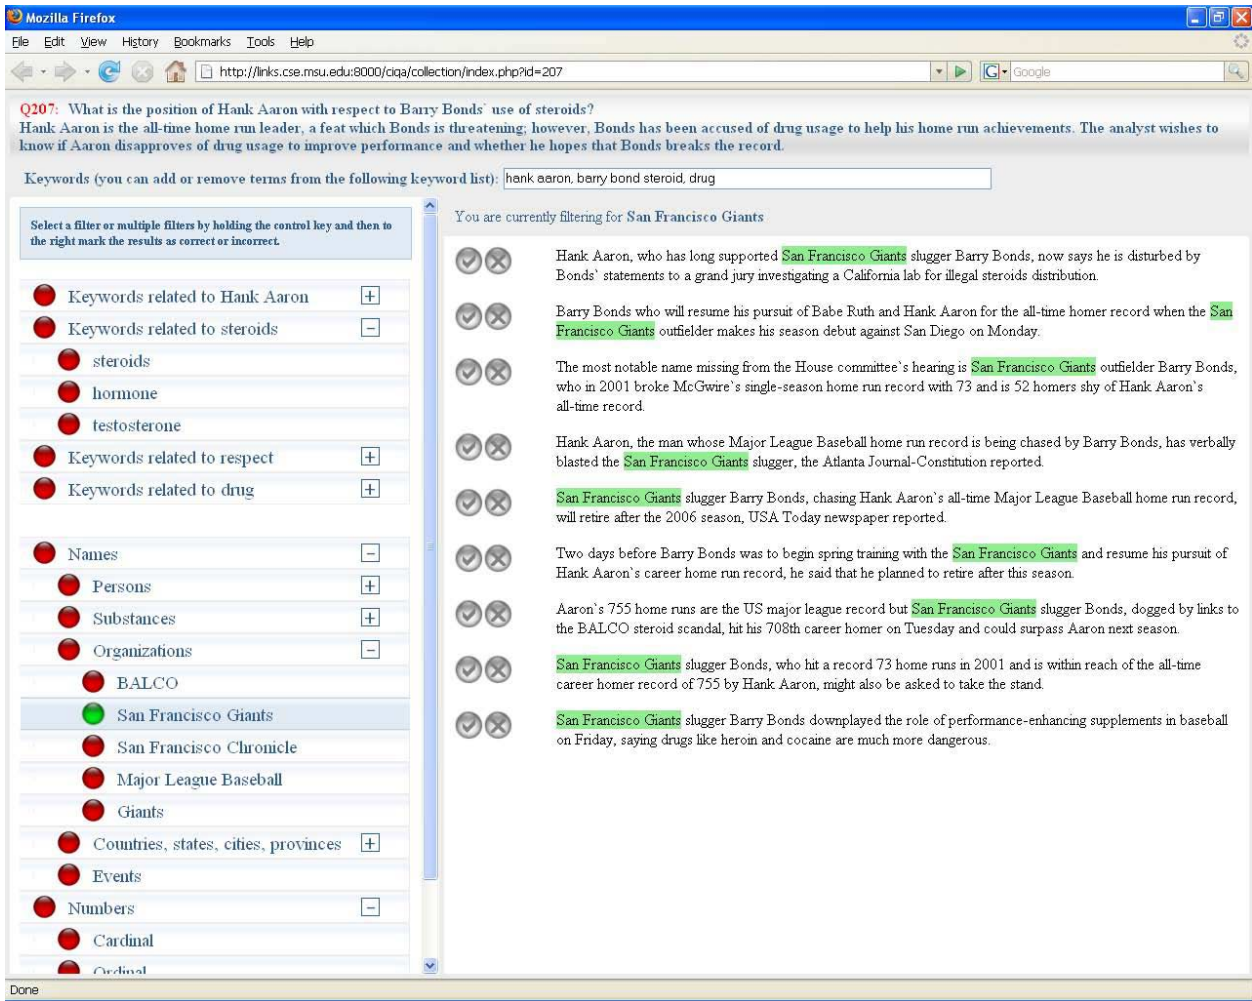 Mozilla Firefox
File Edit View History Bookmarks Tools Help
http://links.cse.msu.edu:8000/ciqa/collection/index.php?id=207
Google
Q207: What is the position of Hank Aaron with respect to Barry Bonds` use of steroids?
Hank Aaron is the all-time home run leader, a feat which Bonds is threatening; however, Bonds has been accused of drug usage to help his home run achievements. The analyst wishes to
know if Aaron disapproves of drug usage to improve performance and whether he hopes that Bonds breaks the record.
Keywords (you can add or remove terms from the following keyword list): hank aaron, barry bond steroid, drug
Select a filter or multiple filters by holding the control key and then to
the right mark the results as correct or incorrect.
Keywords related to Hank Aaron
Keywords related to steroids
steroids
hormone
testosterone
Keywords related to respect
Keywords related to drug
Names
Persons
Substances
Organizations
BALCO
San Francisco Giants
San Francisco Chronicle
Major League Baseball
Giants
Countries, states, cities, provinces
Events
Numbers
Cardinal
Ordinal
You are currently filtering for San Francisco Giants
Hank Aaron, who has long supported San Francisco Giants slugger Barry Bonds, now says he is disturbed by
Bonds` statements to a grand jury investigating a California lab for illegal steroids distribution.
Barry Bonds who will resume his pursuit of Babe Ruth and Hank Aaron for the all-time homer record when the San
Francisco Giants outfielder makes his season debut against San Diego on Monday.
The most notable name missing from the House committee`s hearing is San Francisco Giants outfielder Barry Bonds,
who in 2001 broke McGwire`s single-season home run record with 73 and is 52 homers shy of Hank Aaron`s
all-time record.
Hank Aaron, the man whose Major League Baseball home run record is being chased by Barry Bonds, has verbally
blasted the San Francisco Giants slugger, the Atlanta Journal-Constitution reported.
San Francisco Giants slugger Barry Bonds, chasing Hank Aaron`s all-time Major League Baseball home run record,
will retire after the 2006 season, USA Today newspaper reported.
Two days before Barry Bonds was to begin spring training with the San Francisco Giants and resume his pursuit of
Hank Aaron`s career home run record, he said that he planned to retire after this season.
Aaron`s 755 home runs are the US major league record but San Francisco Giants slugger Bonds, dogged by links to
the BALCO steroid scandal, hit his 708th career homer on Tuesday and could surpass Aaron next season.
San Francisco Giants slugger Bonds, who hit a record 73 home runs in 2001 and is within reach of the all-time
career homer record of 755 by Hank Aaron, might also be asked to take the stand.
San Francisco Giants slugger Barry Bonds downplayed the role of performance-enhancing supplements in baseball
on Friday, saying drugs like heroin and cocaine are much more dangerous.
Done